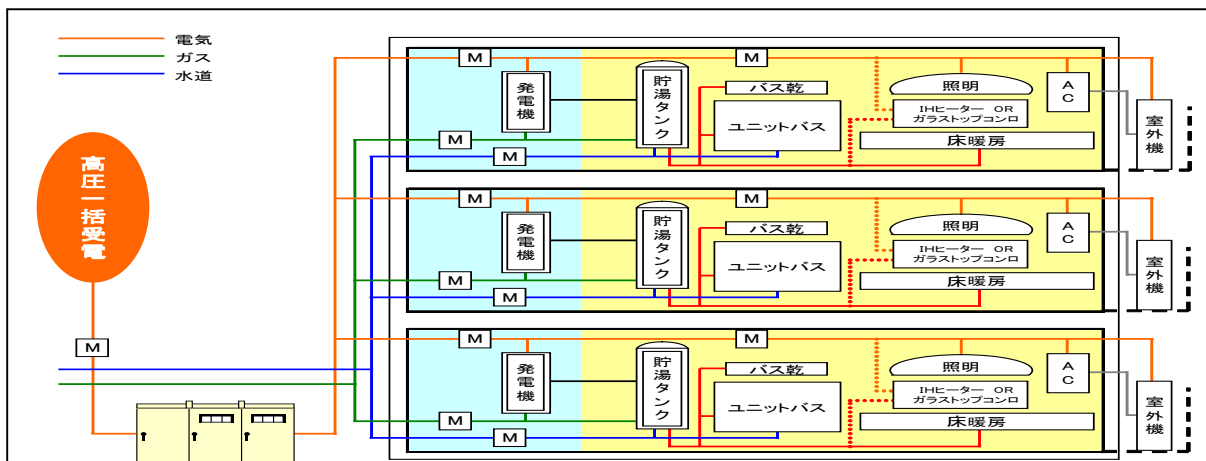 電気
ガス
水道
高圧一括受電
M
M
M
発電機
貯湯タンク
バス乾
照明
AC
IHヒーター OR
ガラストップコンロ
ユニットバス
床暖房
室外機
M
M
M
M
発電機
貯湯タンク
バス乾
照明
AC
IHヒーター OR
ガラストップコンロ
ユニットバス
床暖房
室外機
M
M
M
M
発電機
貯湯タンク
バス乾
照明
AC
IHヒーター OR
ガラストップコンロ
ユニットバス
床暖房
室外機
M
M